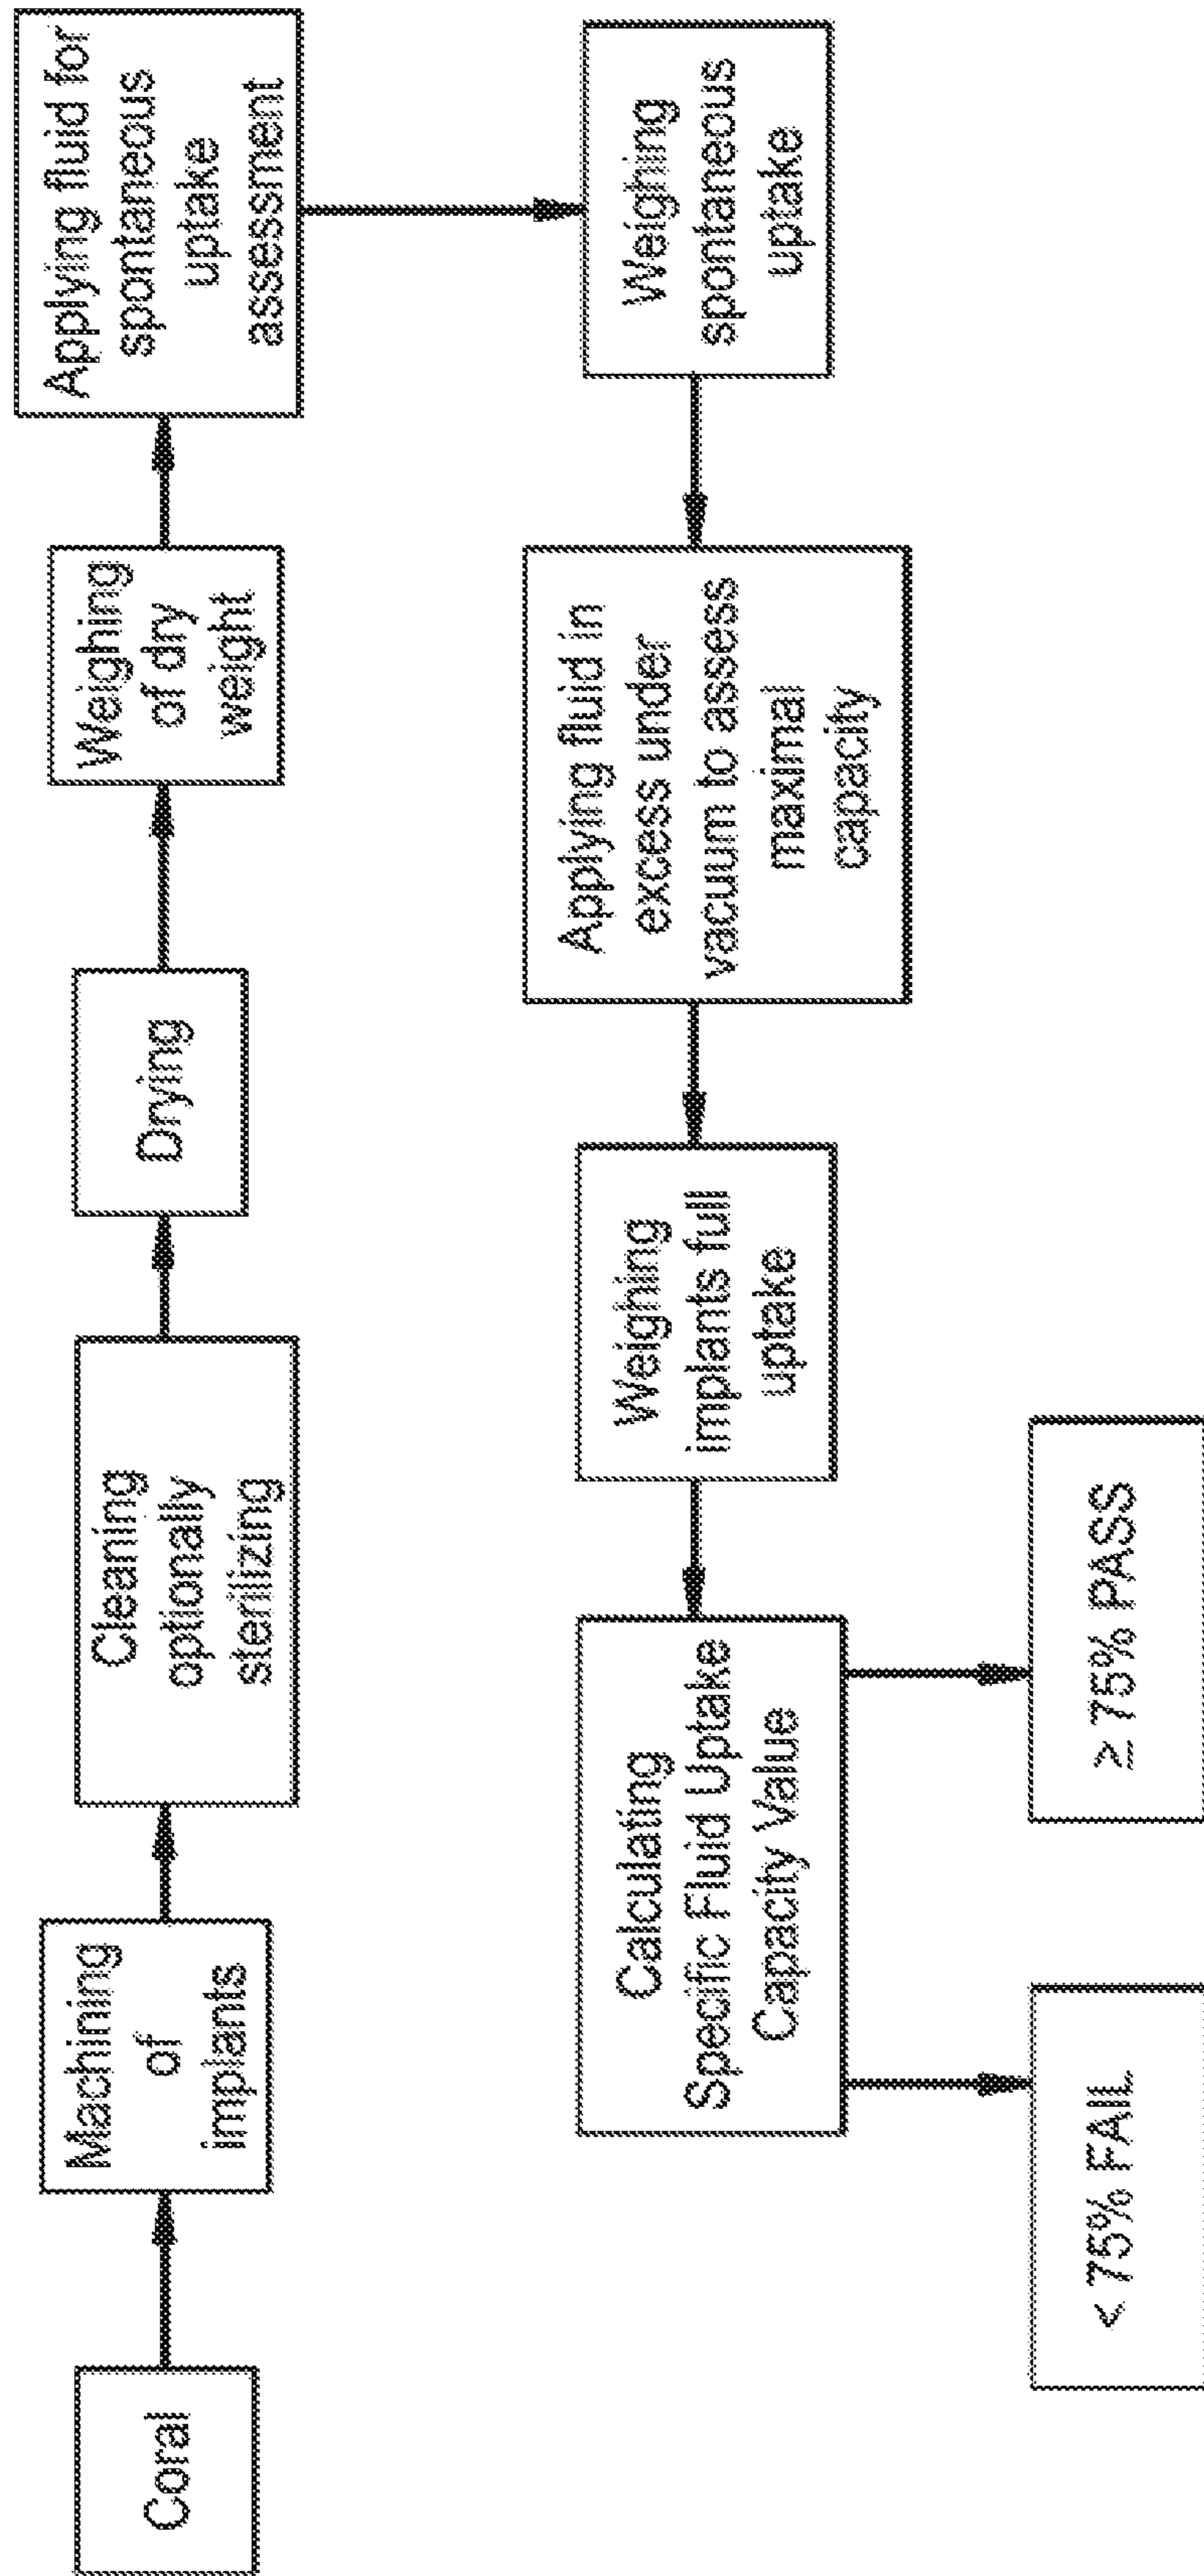 Coral
Machining
of
implants
Cleaning
optionally
sterilizing
Drying
Weighing
of dry
weight
Applying fluid for
spontaneous
uptake
assessment
Weighing
spontaneous
uptake
Applying fluid in
excess under
vacuum to assess
maximal
capacity
Weighing
implants full
uptake
Calculating
Specific Fluid Uptake
Capacity Value
< 75% FAIL
≥ 75% PASS